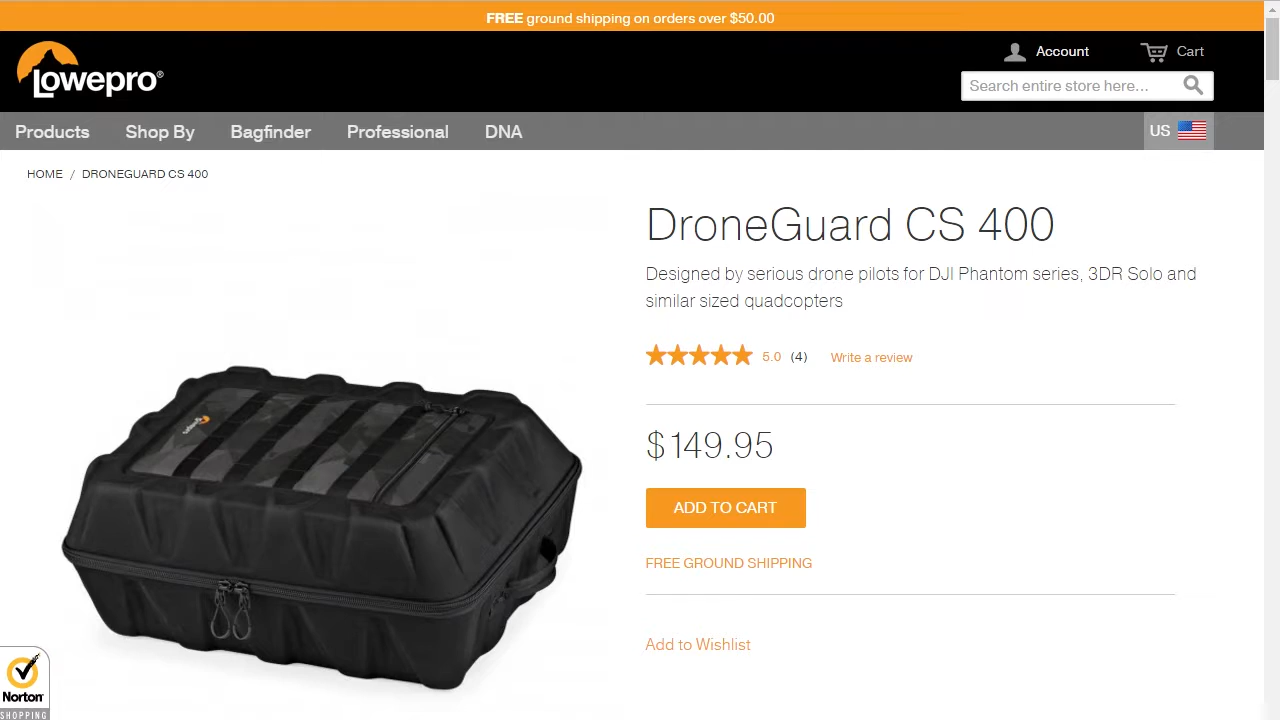 FREE ground shipping on orders over $50.00
Lowepro®
Account
Cart
Search entire store here...
Products
Shop By
Bagfinder
Professional
DNA
US
HOME / DRONEGUARD CS 400
DroneGuard CS 400
Designed by serious drone pilots for DJI Phantom series, 3DR Solo and
similar sized quadcopters
5.0 (4) Write a review
$149.95
ADD TO CART
FREE GROUND SHIPPING
Add to Wishlist
Norton
SHOPPING